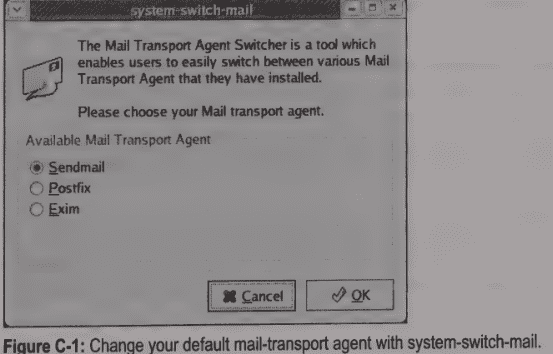 system-switch-mail
The Mail Transport Agent Switcher is a tool which
enables users to easily switch between various Mail
Transport Agent that they have installed.
Please choose your Mail transport agent.
Available Mail Transport Agent
Sendmail
Postfix
Exim
Cancel
OK
Figure C-1: Change your default mail-transport agent with system-switch-mail.